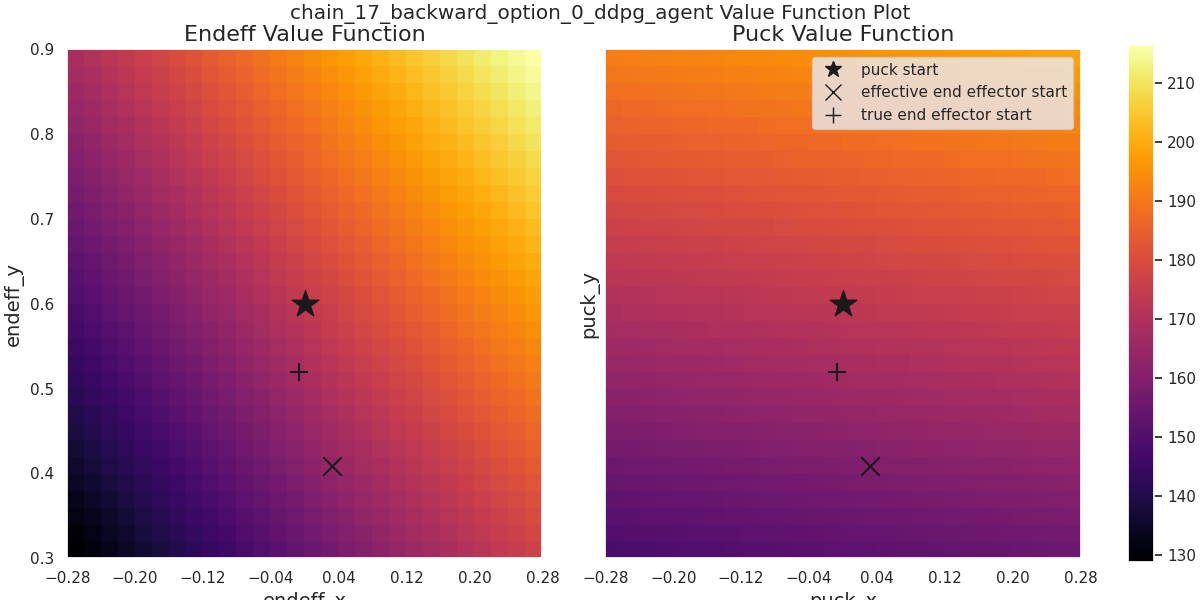 chain_17_backward_option_0_ddpg_agent Value Function Plot
Endeff Value Function
Puck Value Function
endeff_y
0.9
0.8
0.7
0.6
0.5
0.4
0.3
−0.28 −0.20 −0.12 −0.04 0.04 0.12 0.20 0.28
endeff_x
puck_y
puck start
effective end effector start
true end effector start
−0.28 −0.20 −0.12 −0.04 0.04 0.12 0.20 0.28
puck_x
210
200
190
180
170
160
150
140
130